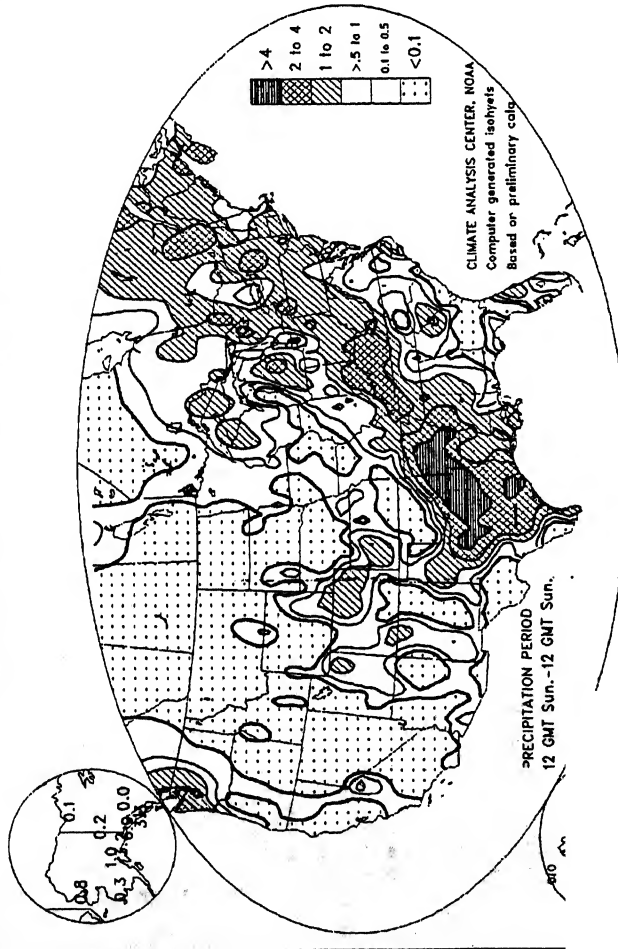 >4
2 to 4
1 to 2
>.5 to 1
0.1 to 0.5
<0.1
CLIMATE ANALYSIS CENTER, NOAA
Computer generated isohyets
Based or preliminary calq
PRECIPITATION PERIOD
12 GMT Sun.-12 GMT Sun.
0.1
0.2
0.0
1.0
0.3
0.8